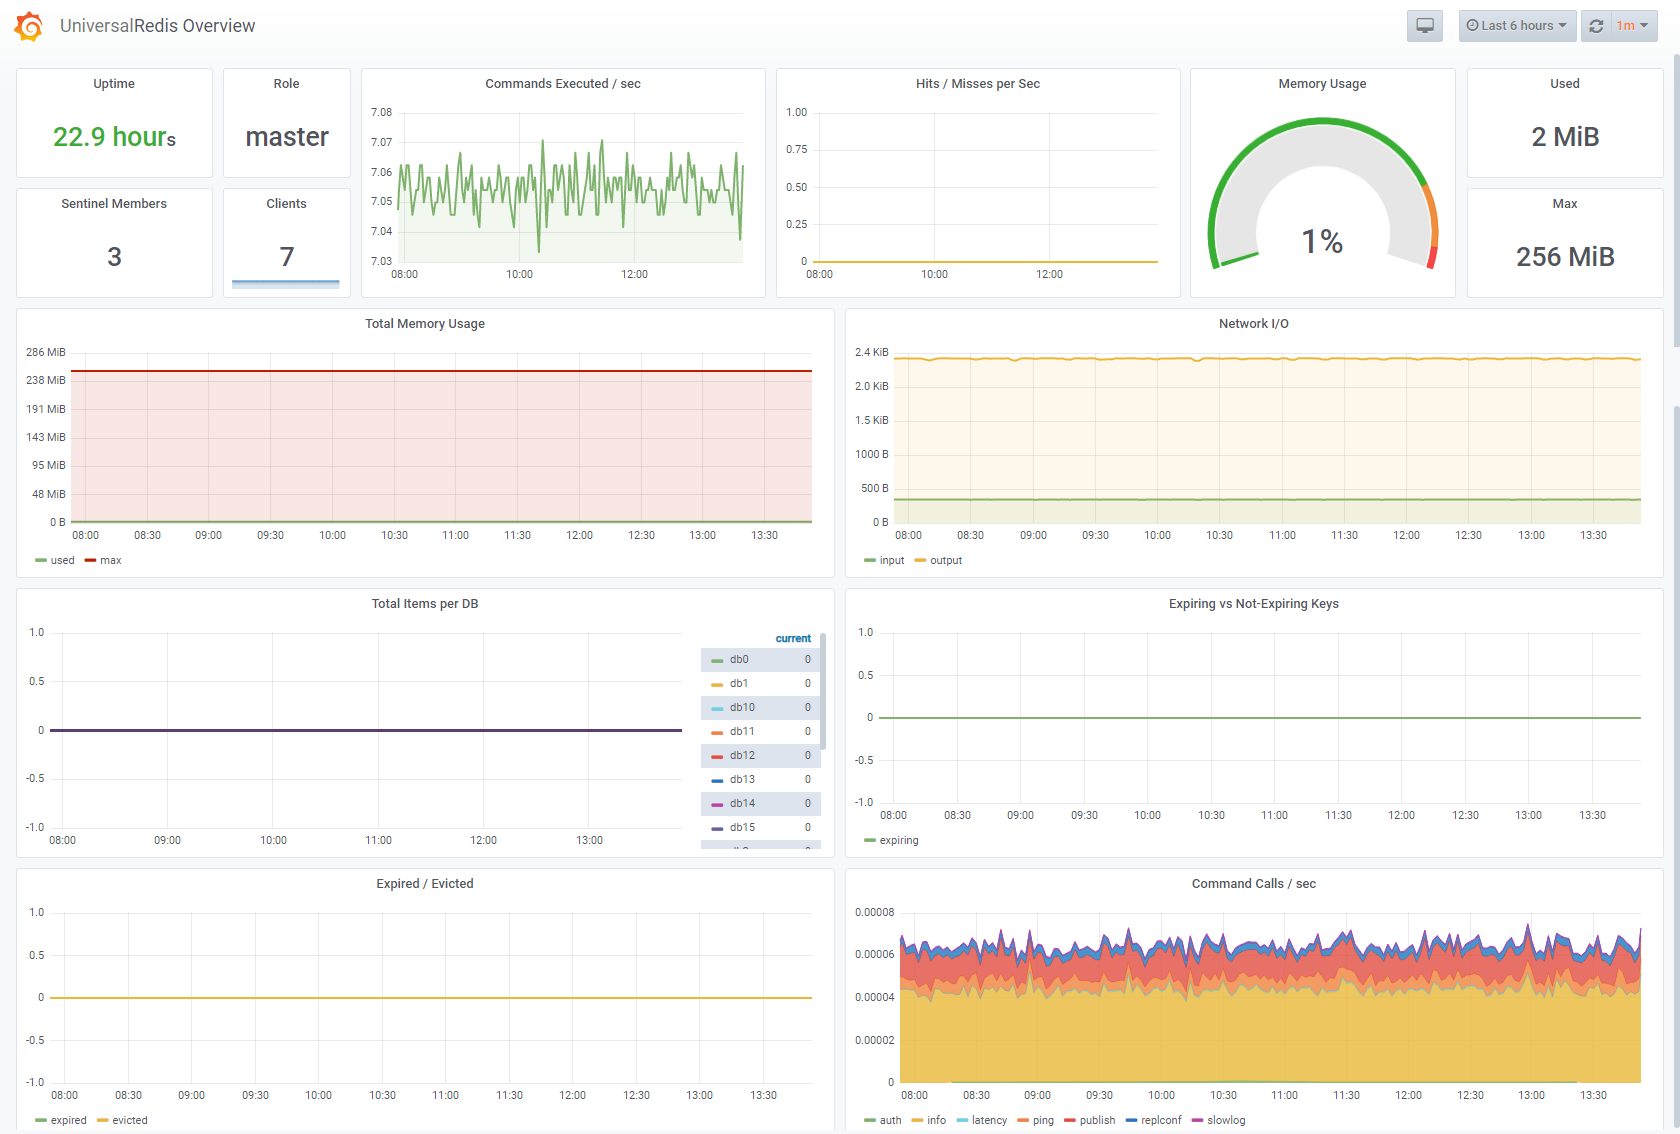 UniversalRedis Overview
Last 6 hours
1m
Uptime
22.9 hours
Role
master
Sentinel Members
3
Clients
7
Commands Executed / sec
7.08
7.07
7.06
7.05
7.04
7.03
08:00 10:00 12:00
Hits / Misses per Sec
1.00
0.75
0.50
0.25
0
08:00 10:00 12:00
Memory Usage
1%
Used
2 MiB
Max
256 MiB
Total Memory Usage
286 MiB
238 MiB
191 MiB
143 MiB
95 MiB
48 MiB
0 B
08:00 08:30 09:00 09:30 10:00 10:30 11:00 11:30 12:00 12:30 13:00 13:30
used max
Network I/O
2.4 KiB
2.0 KiB
1.5 KiB
1000 B
500 B
0 B
08:00 08:30 09:00 09:30 10:00 10:30 11:00 11:30 12:00 12:30 13:00 13:30
input output
Total Items per DB
1.0
0.5
0
-0.5
-1.0
08:00 09:00 10:00 11:00 12:00 13:00
current
db0 0
db1 0
db10 0
db11 0
db12 0
db13 0
db14 0
db15 0
Expiring vs Not-Expiring Keys
1.0
0.5
0
-0.5
-1.0
08:00 08:30 09:00 09:30 10:00 10:30 11:00 11:30 12:00 12:30 13:00 13:30
expiring
Expired / Evicted
1.0
0.5
0
-0.5
-1.0
08:00 08:30 09:00 09:30 10:00 10:30 11:00 11:30 12:00 12:30 13:00 13:30
expired evicted
Command Calls / sec
0.00008
0.00006
0.00004
0.00002
0
08:00 08:30 09:00 09:30 10:00 10:30 11:00 11:30 12:00 12:30 13:00 13:30
auth info latency ping publish replconf slowlog